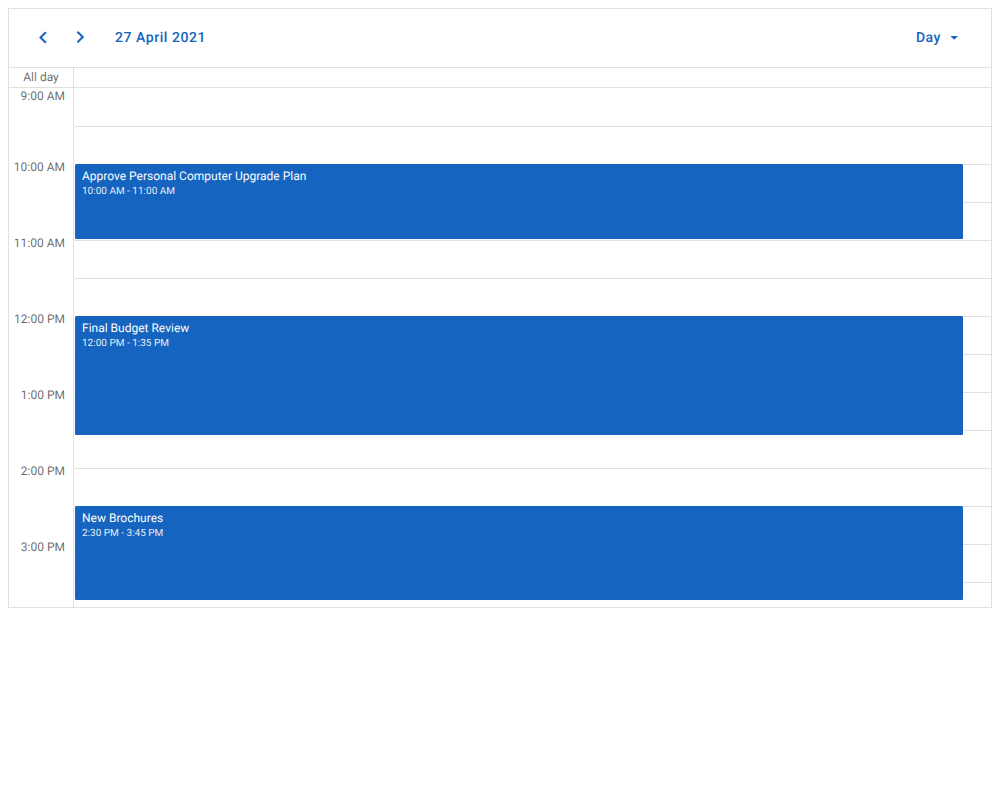 27 April 2021
Day
All day
9:00 AM
10:00 AM
Approve Personal Computer Upgrade Plan
10:00 AM - 11:00 AM
11:00 AM
12:00 PM
Final Budget Review
12:00 PM - 1:35 PM
1:00 PM
2:00 PM
New Brochures
2:30 PM - 3:45 PM
3:00 PM